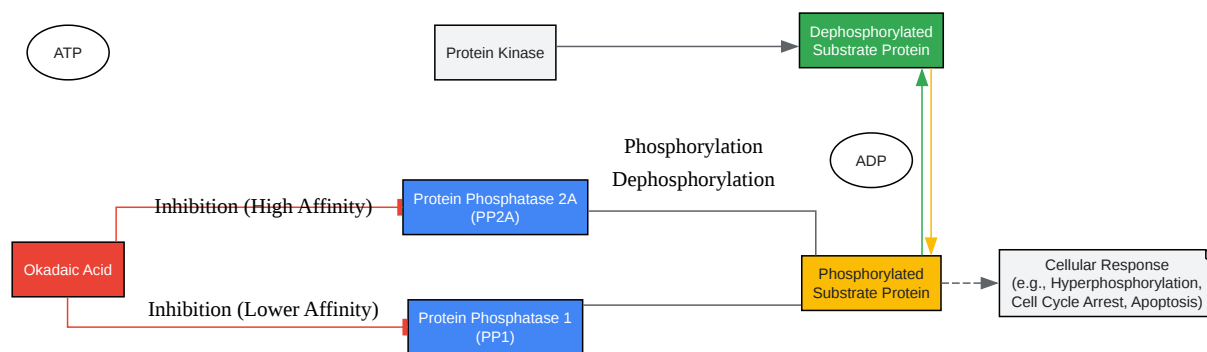 ATP
Protein Kinase
Dephosphorylated
Substrate Protein
Phosphorylation
Dephosphorylation
ADP
Inhibition (High Affinity)
Protein Phosphatase 2A
(PP2A)
Okadaic Acid
Phosphorylated
Substrate Protein
Cellular Response
(e.g., Hyperphosphorylation,
Cell Cycle Arrest, Apoptosis)
Inhibition (Lower Affinity)
Protein Phosphatase 1
(PP1)